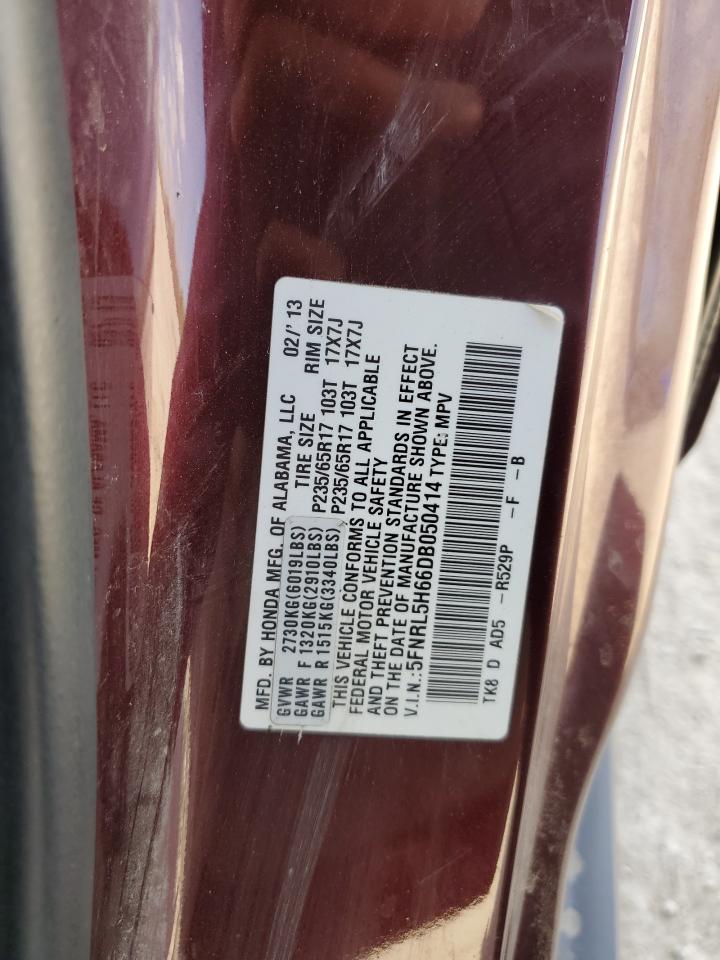 MFD. BY HONDA MFG. OF ALABAMA, LLC 02/'13
GVWR 2730KG(6019LBS) TIRE SIZE RIM SIZE
GAWR F 1320KG(2910LBS) P235/65R17 103T 17X7J
GAWR R 1515KG(3340LBS) P235/65R17 103T 17X7J
THIS VEHICLE CONFORMS TO ALL APPLICABLE
FEDERAL MOTOR VEHICLE SAFETY
AND THEFT PREVENTION STANDARDS IN EFFECT
ON THE DATE OF MANUFACTURE SHOWN ABOVE.
V.I.N.: 5FNRL5H66DB050414 TYPE: MPV
TK8 D AD5 -R529P -F -B